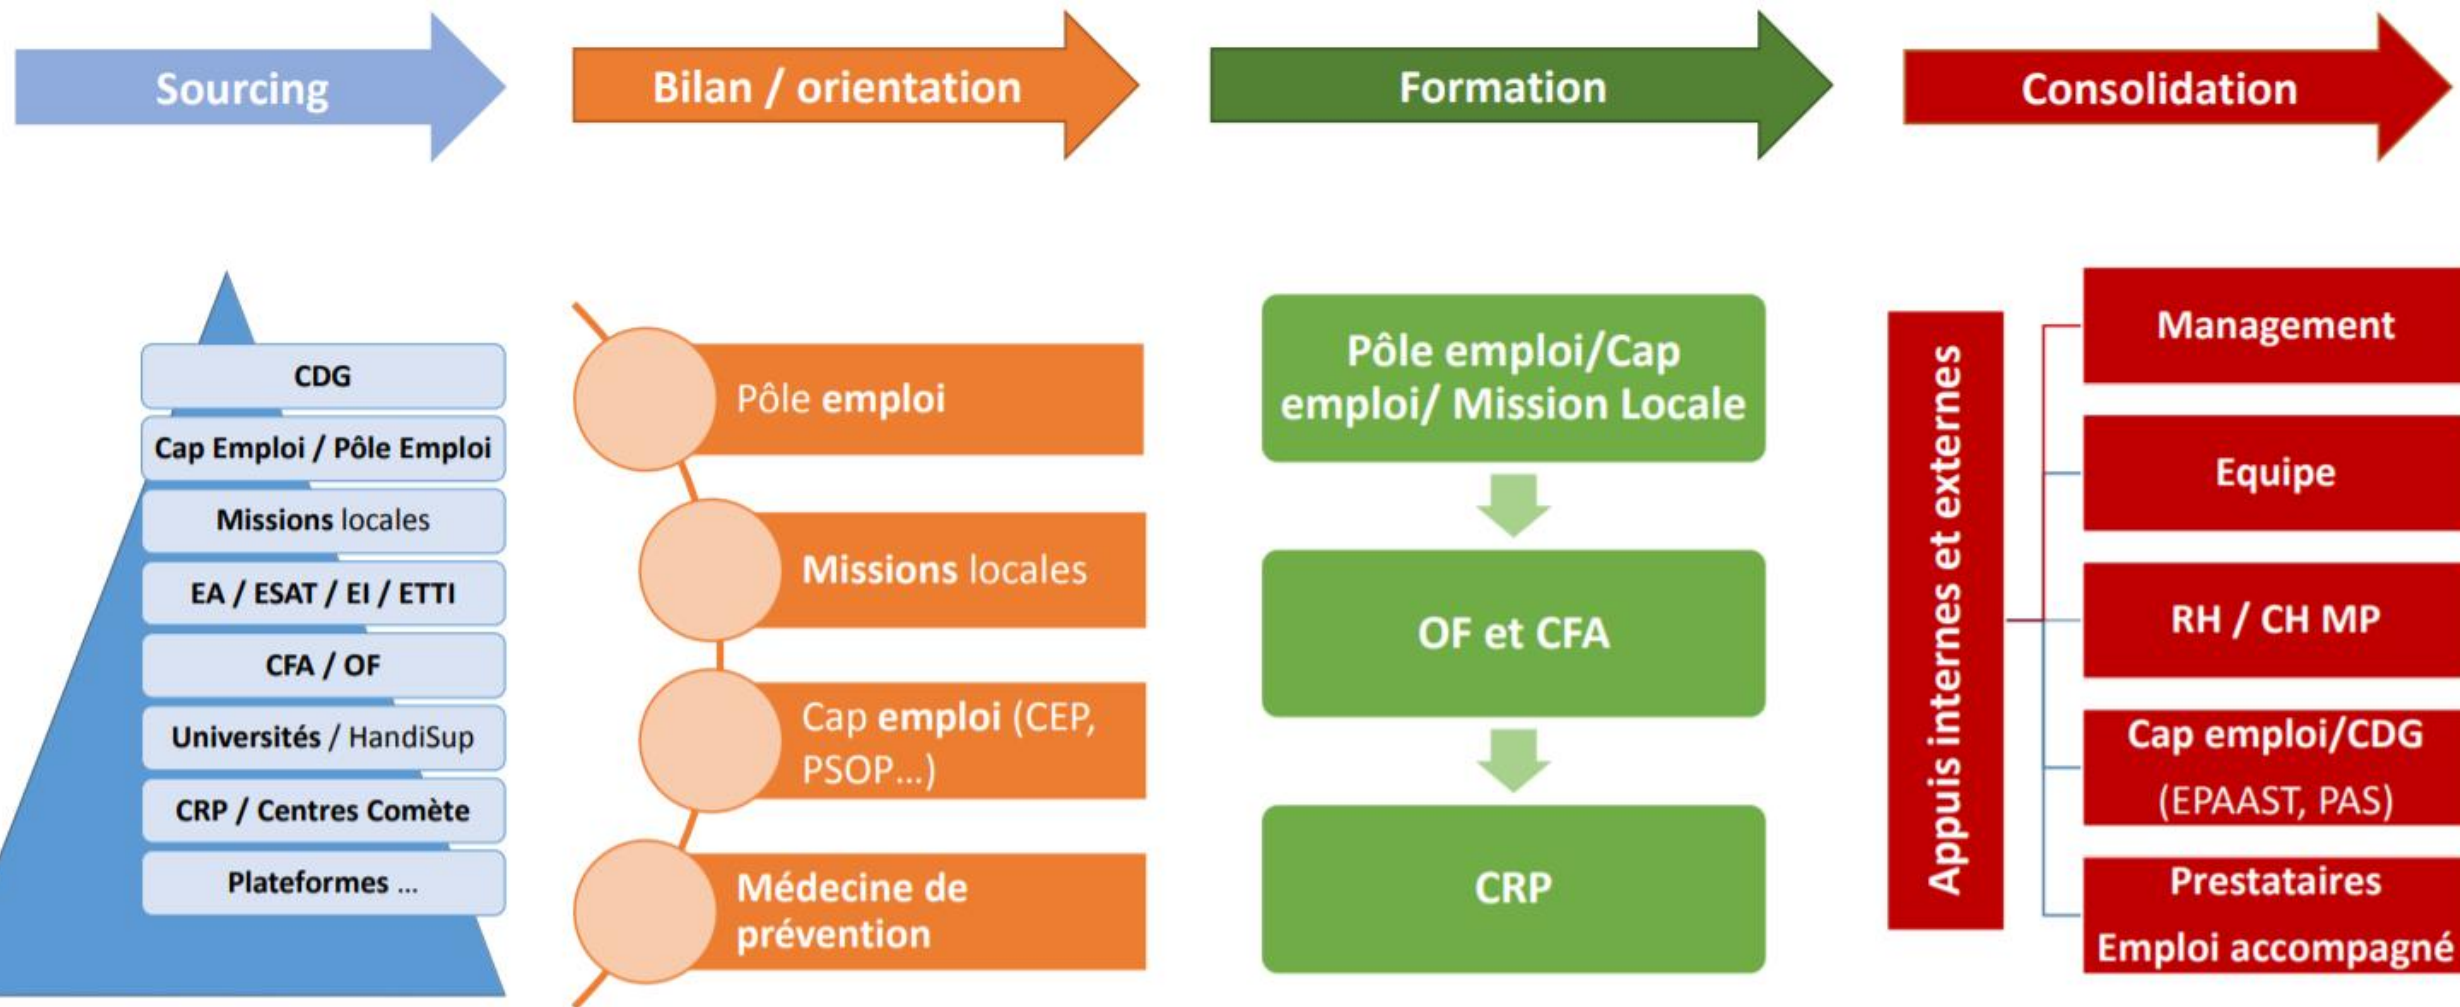 Sourcing
Bilan / orientation
Formation
Consolidation
CDG
Cap Emploi / Pôle Emploi
Missions locales
EA / ESAT / EI / ETTI
CFA / OF
Universités / HandiSup
CRP / Centres Comète
Plateformes ...
Pôle emploi
Missions locales
Cap emploi (CEP,
PSOP...)
Médecine de
prévention
Pôle emploi/Cap
emploi/ Mission Locale
OF et CFA
CRP
Appuis internes et externes
Management
Equipe
RH / CH MP
Cap emploi/CDG
(EPAAST, PAS)
Prestataires
Emploi accompagné